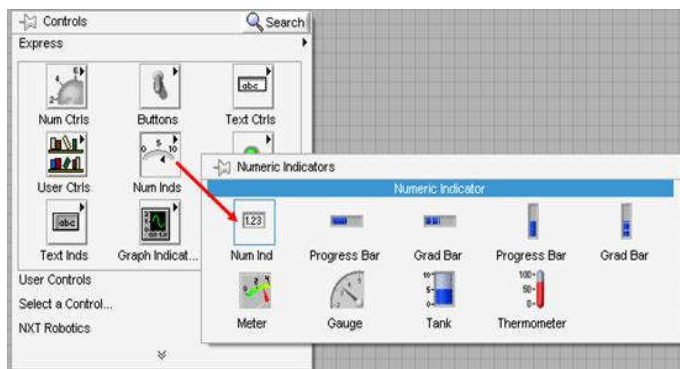 Controls
Search
Express
Num Ctrls Buttons Text Ctrls
User Ctrls Num Inds
Text Inds Graph Indicat...
User Controls
Select a Control...
NXT Robotics
Numeric Indicators
Numeric Indicator
1.23
Num Ind Progress Bar Grad Bar Progress Bar Grad Bar
Meter Gauge Tank Thermometer